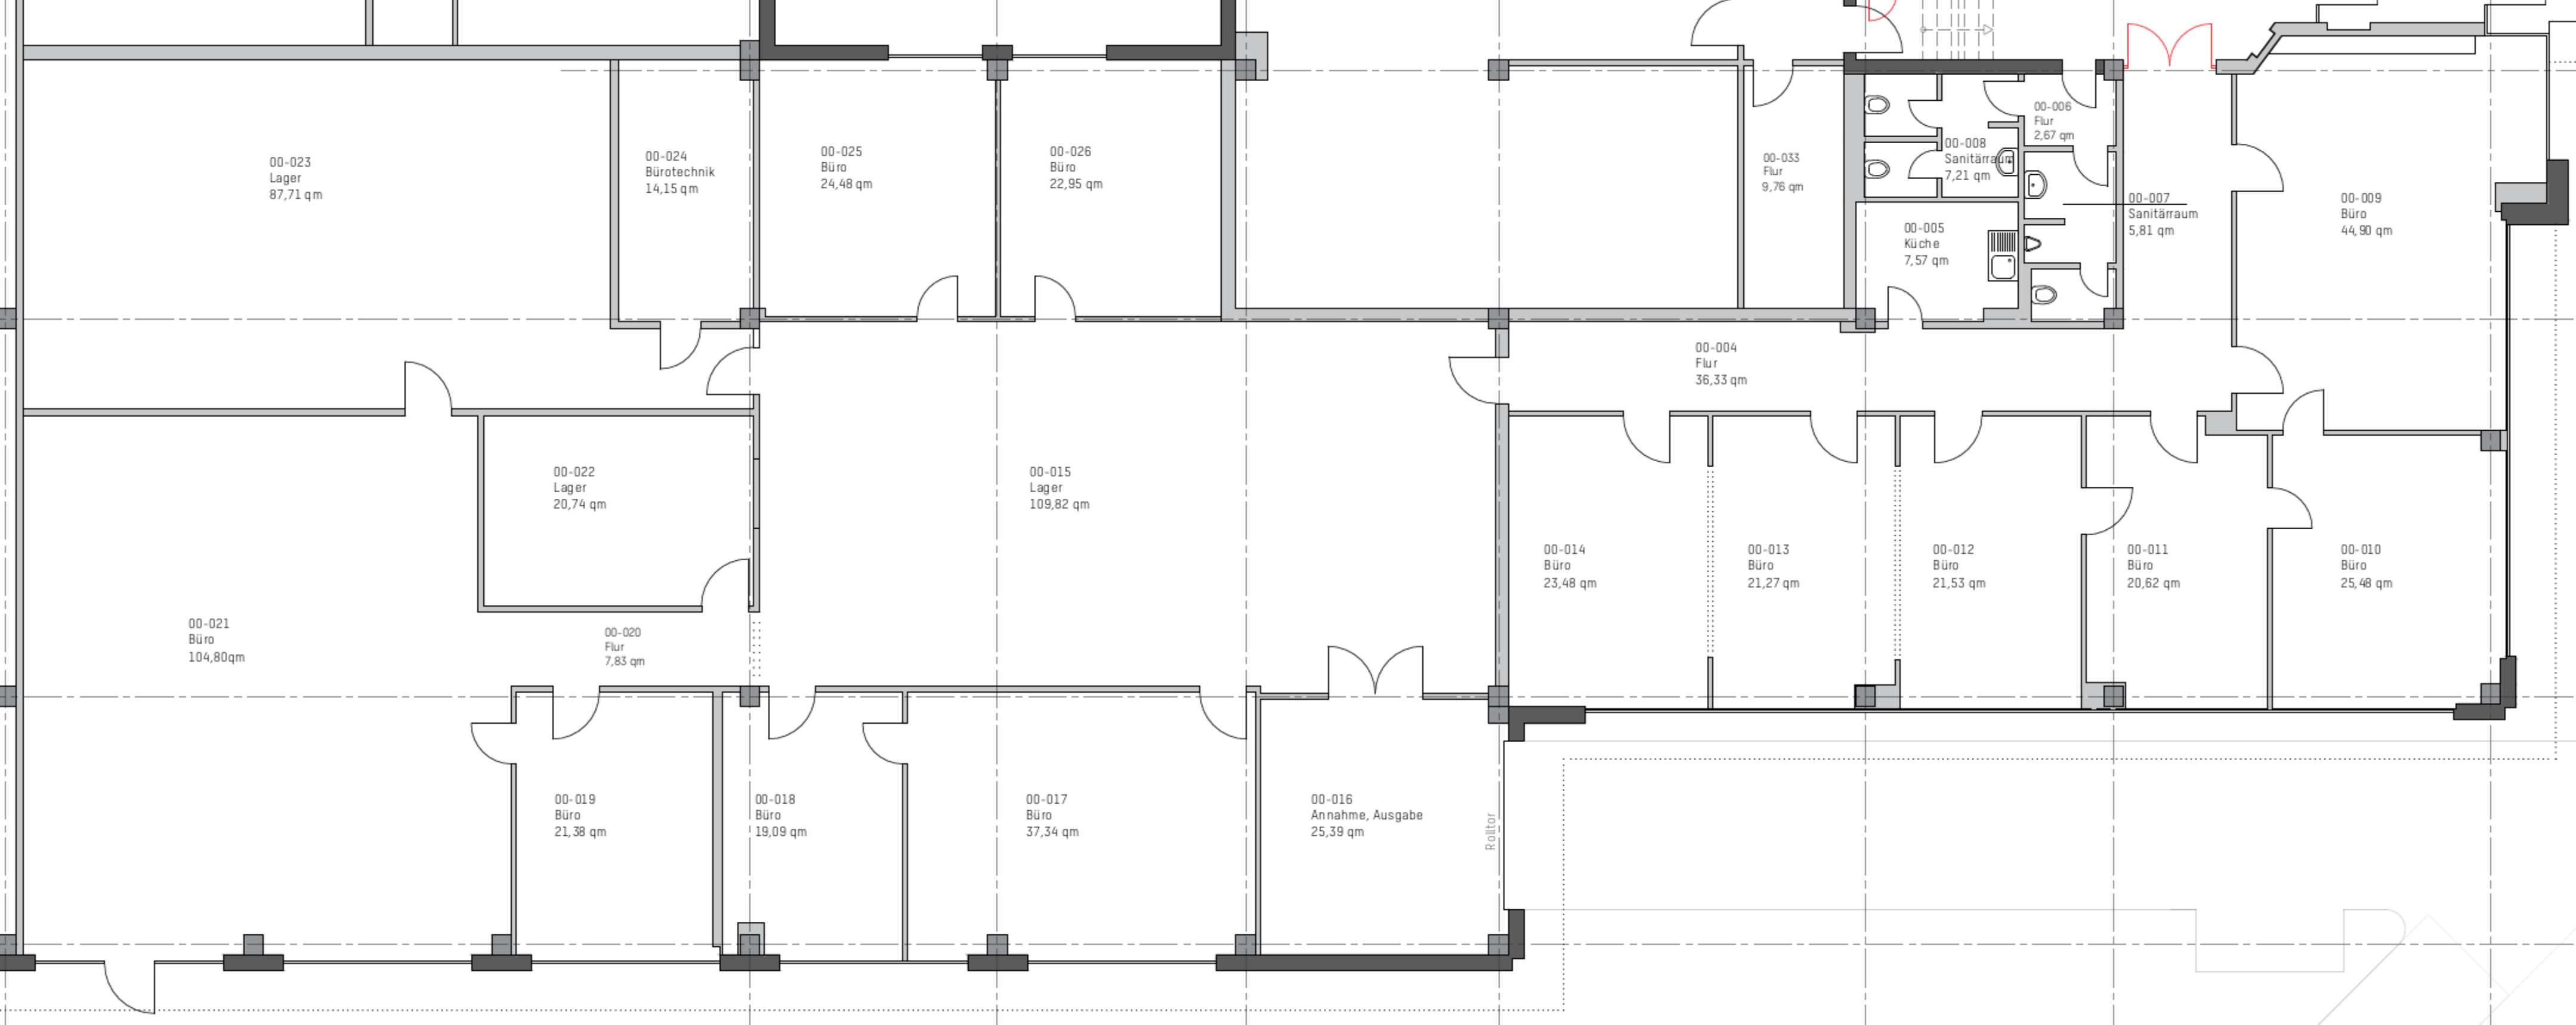 00-023
Lager
87,71 qm
00-024
Bürotechnik
14,15 qm
00-025
Büro
24,48 qm
00-026
Büro
22,95 qm
00-033
Flur
9,76 qm
00-006
Flur
2,67 qm
00-008
Sanitärraum
7,21 qm
00-005
Küche
7,57 qm
00-007
Sanitärraum
5,81 qm
00-009
Büro
44,90 qm
00-004
Flur
36,33 qm
00-022
Lager
20,74 qm
00-015
Lager
109,82 qm
00-014
Büro
23,48 qm
00-013
Büro
21,27 qm
00-012
Büro
21,53 qm
00-011
Büro
20,62 qm
00-010
Büro
25,48 qm
00-021
Büro
104,80qm
00-020
Flur
7,83 qm
00-019
Büro
21,38 qm
00-018
Büro
19,09 qm
00-017
Büro
37,34 qm
00-016
Annahme, Ausgabe
25,39 qm
Rolltor